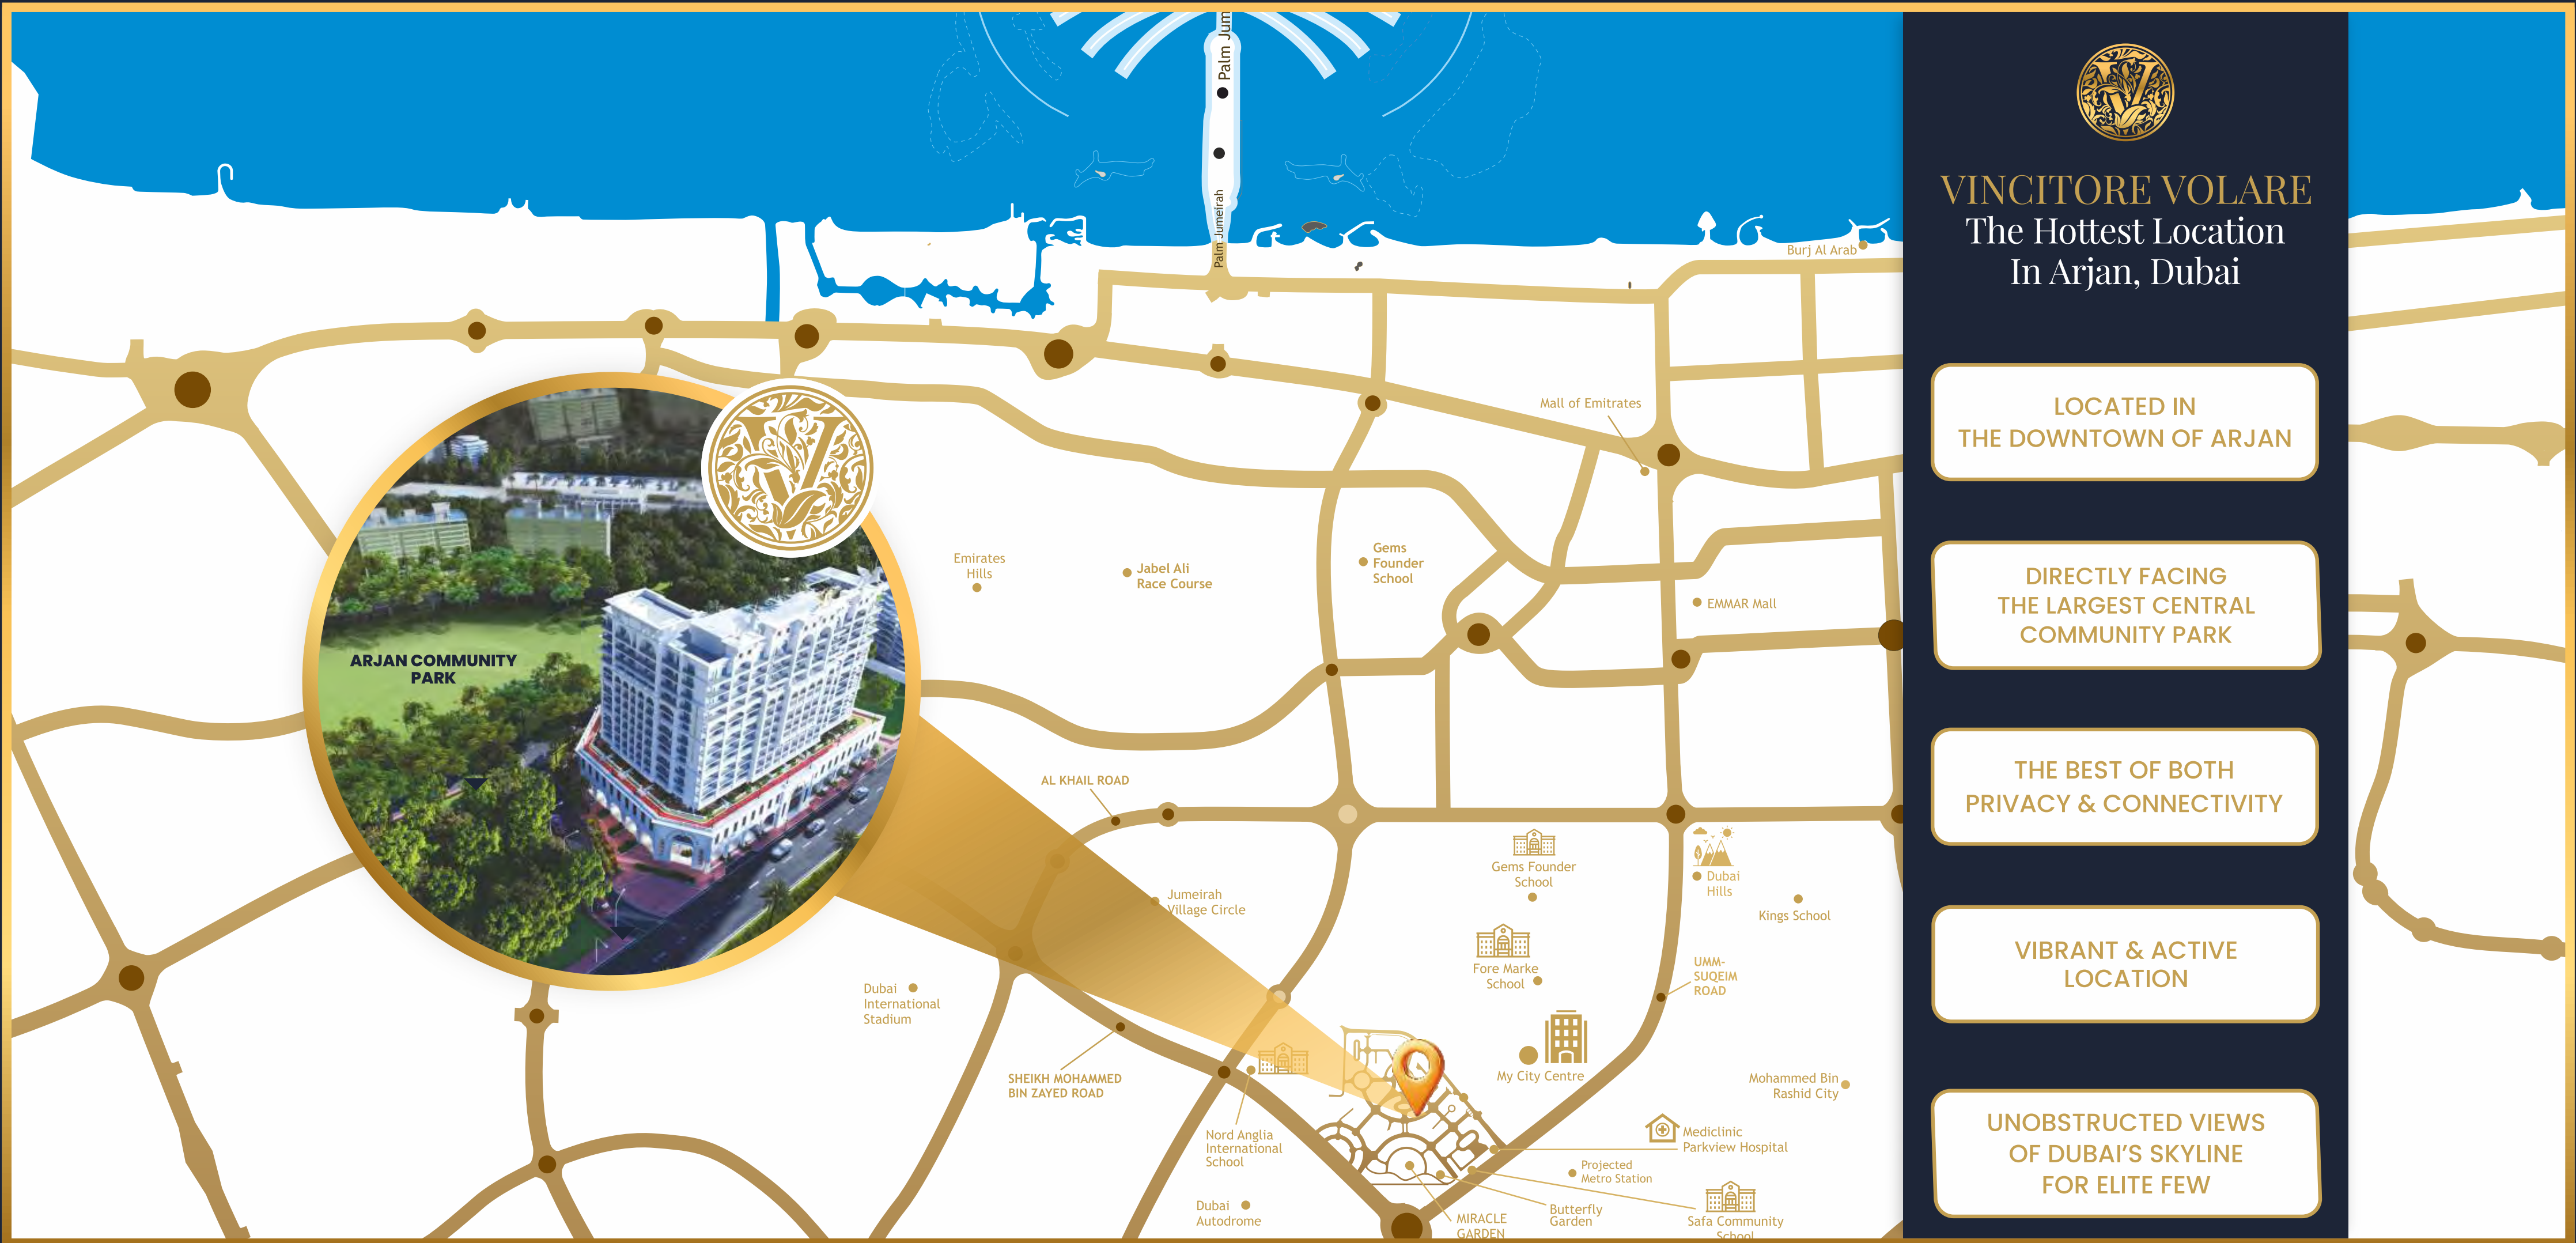 Palm Jum
Palm Jumeirah
Burj Al Arab
Mall of Emitrates
Emirates
Hills
Jabel Ali
Race Course
Gems
Founder
School
EMMAR Mall
ARJAN COMMUNITY
PARK
AL KHAIL ROAD
Jumeirah
Village Circle
Gems Founder
School
Dubai
Hills
Kings School
Fore Marke
School
UMM-
SUQEIM
ROAD
Dubai
International
Stadium
My City Centre
SHEIKH MOHAMMED
BIN ZAYED ROAD
Mohammed Bin
Rashid City
Nord Anglia
International
School
Mediclinic
Parkview Hospital
Projected
Metro Station
Dubai
Autodrome
MIRACLE
GARDEN
Butterfly
Garden
Safa Community
School
VINCITORE VOLARE
The Hottest Location
In Arjan, Dubai
LOCATED IN
THE DOWNTOWN OF ARJAN
DIRECTLY FACING
THE LARGEST CENTRAL
COMMUNITY PARK
THE BEST OF BOTH
PRIVACY & CONNECTIVITY
VIBRANT & ACTIVE
LOCATION
UNOBSTRUCTED VIEWS
OF DUBAI'S SKYLINE
FOR ELITE FEW